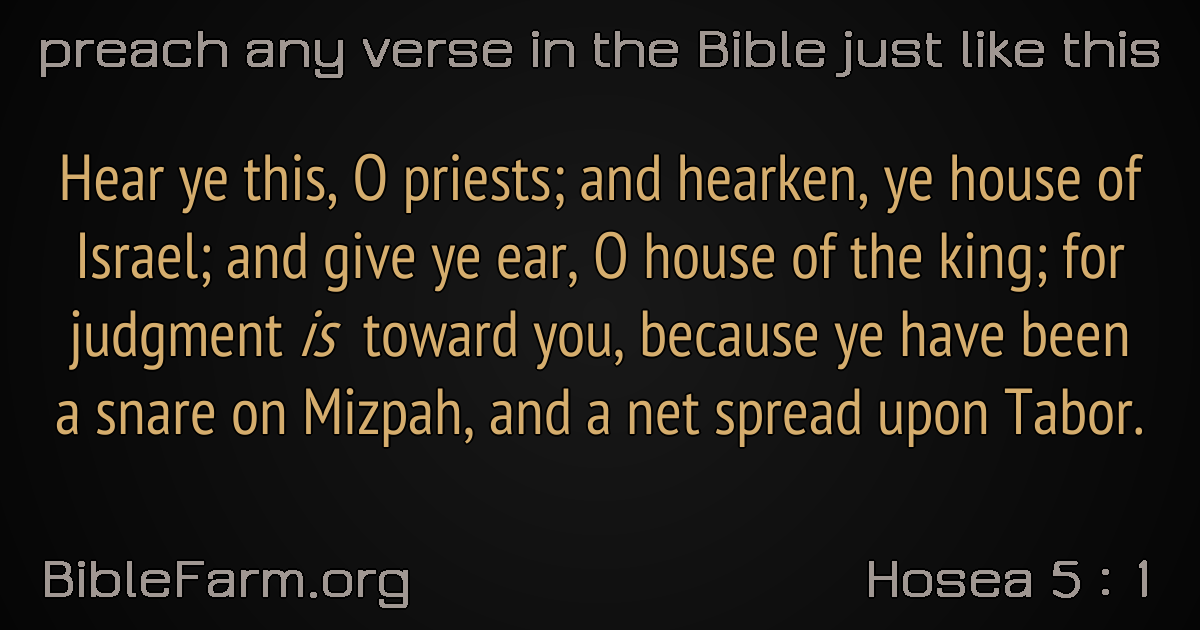 preach any verse in the Bible just like this
Hear ye this, O priests; and hearken, ye house of
Israel; and give ye ear, O house of the king; for
judgment is toward you, because ye have been
a snare on Mizpah, and a net spread upon Tabor.
BibleFarm.org
Hosea 5 : 1